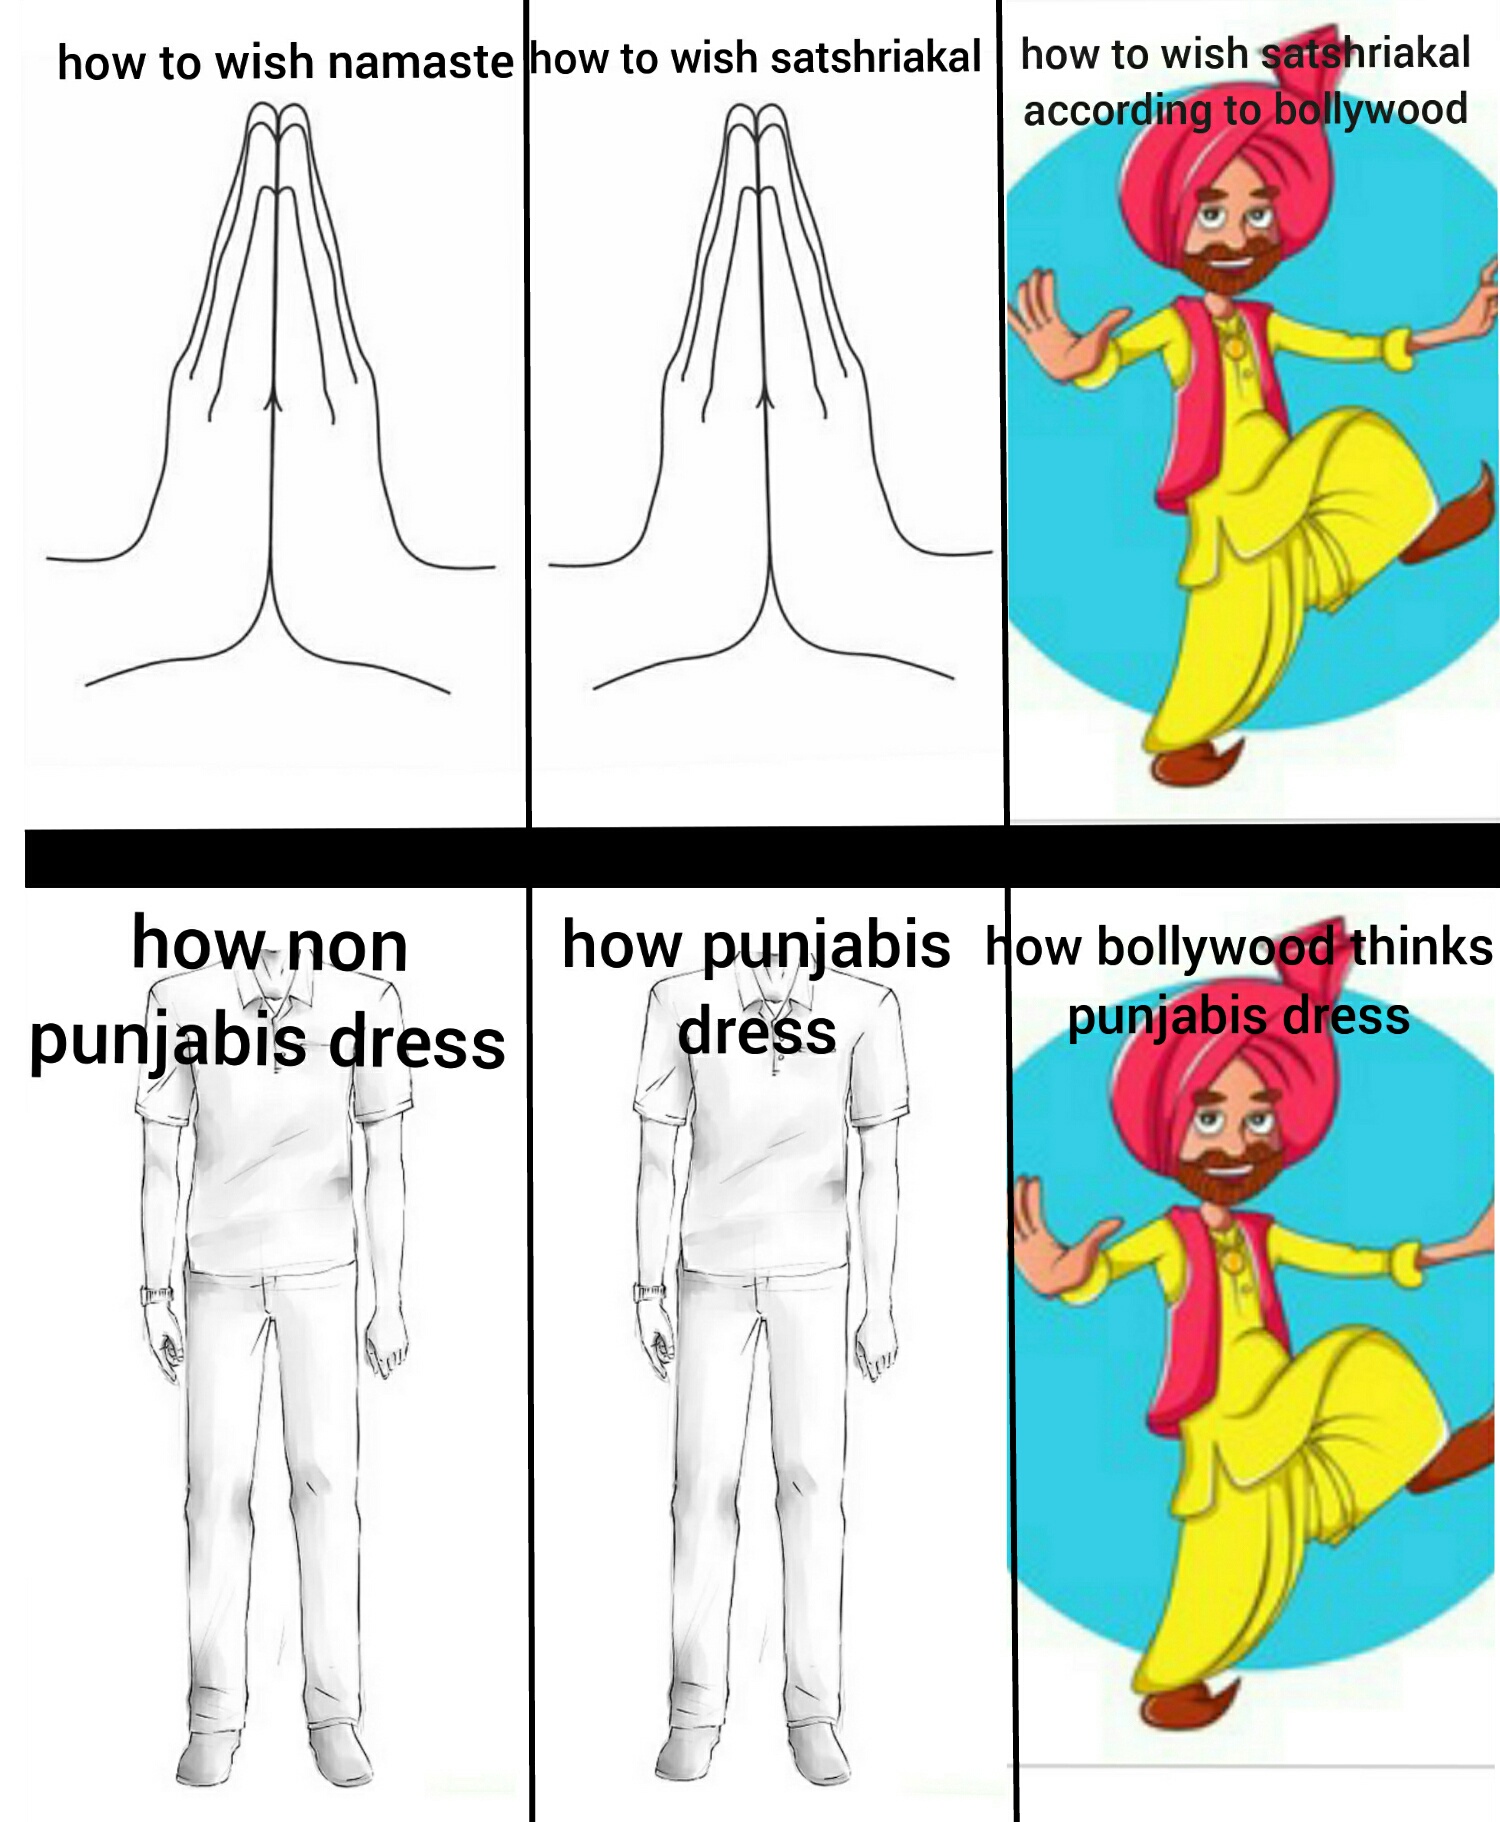 how to wish namaste
how to wish satshriakal
how to wish satshriakal
according to bollywood
how non
punjabis dress
how punjabis
dress
how bollywood thinks
punjabis dress